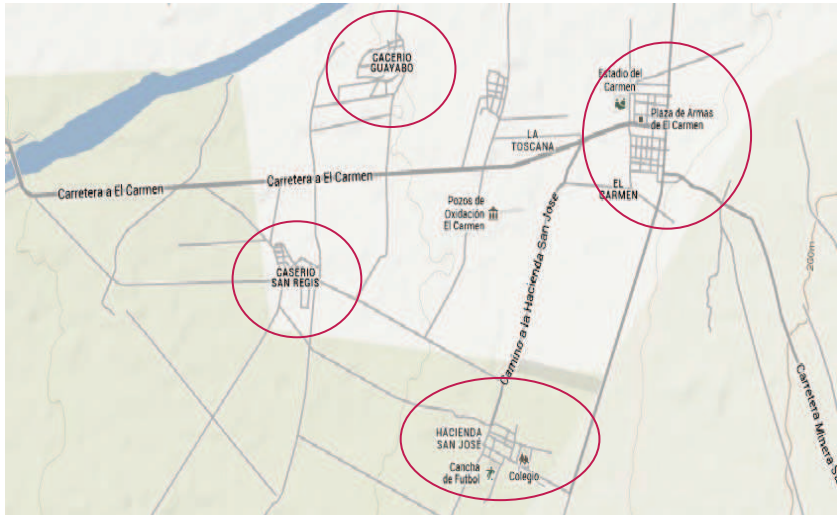 CACERIO
GUAYABO
Estadio del
Carmen
Plaza de Armas
de El Carmen
LA
TOSCANA
Carretera a El Carmen
Carretera a El Carmen
EL
CARMEN
Pozos de
Oxidación
El Carmen
CASERIO
SAN REGIS
Camino a la Hacienda San Jose
200m
Carretera Minera
HACIENDA
SAN JOSÉ
Cancha
de Futbol
Colegio